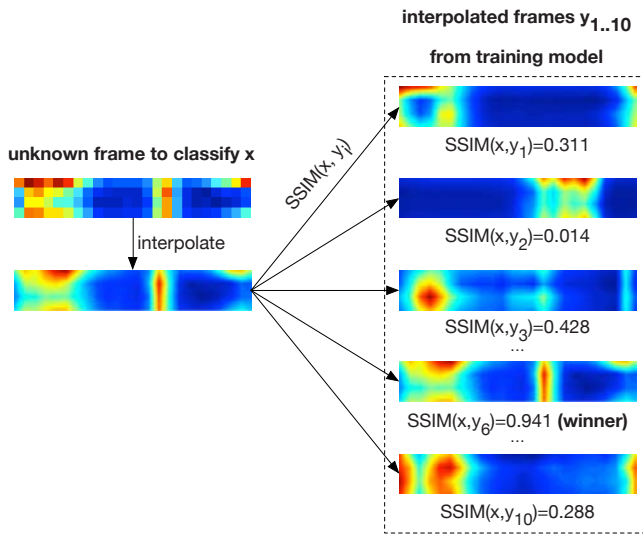 interpolated frames y1..10
from training model
unknown frame to classify x
interpolate
SSIM(x, yi)
SSIM(x,y1)=0.311
SSIM(x,y2)=0.014
SSIM(x,y3)=0.428
...
SSIM(x,y6)=0.941 (winner)
...
SSIM(x,y10)=0.288